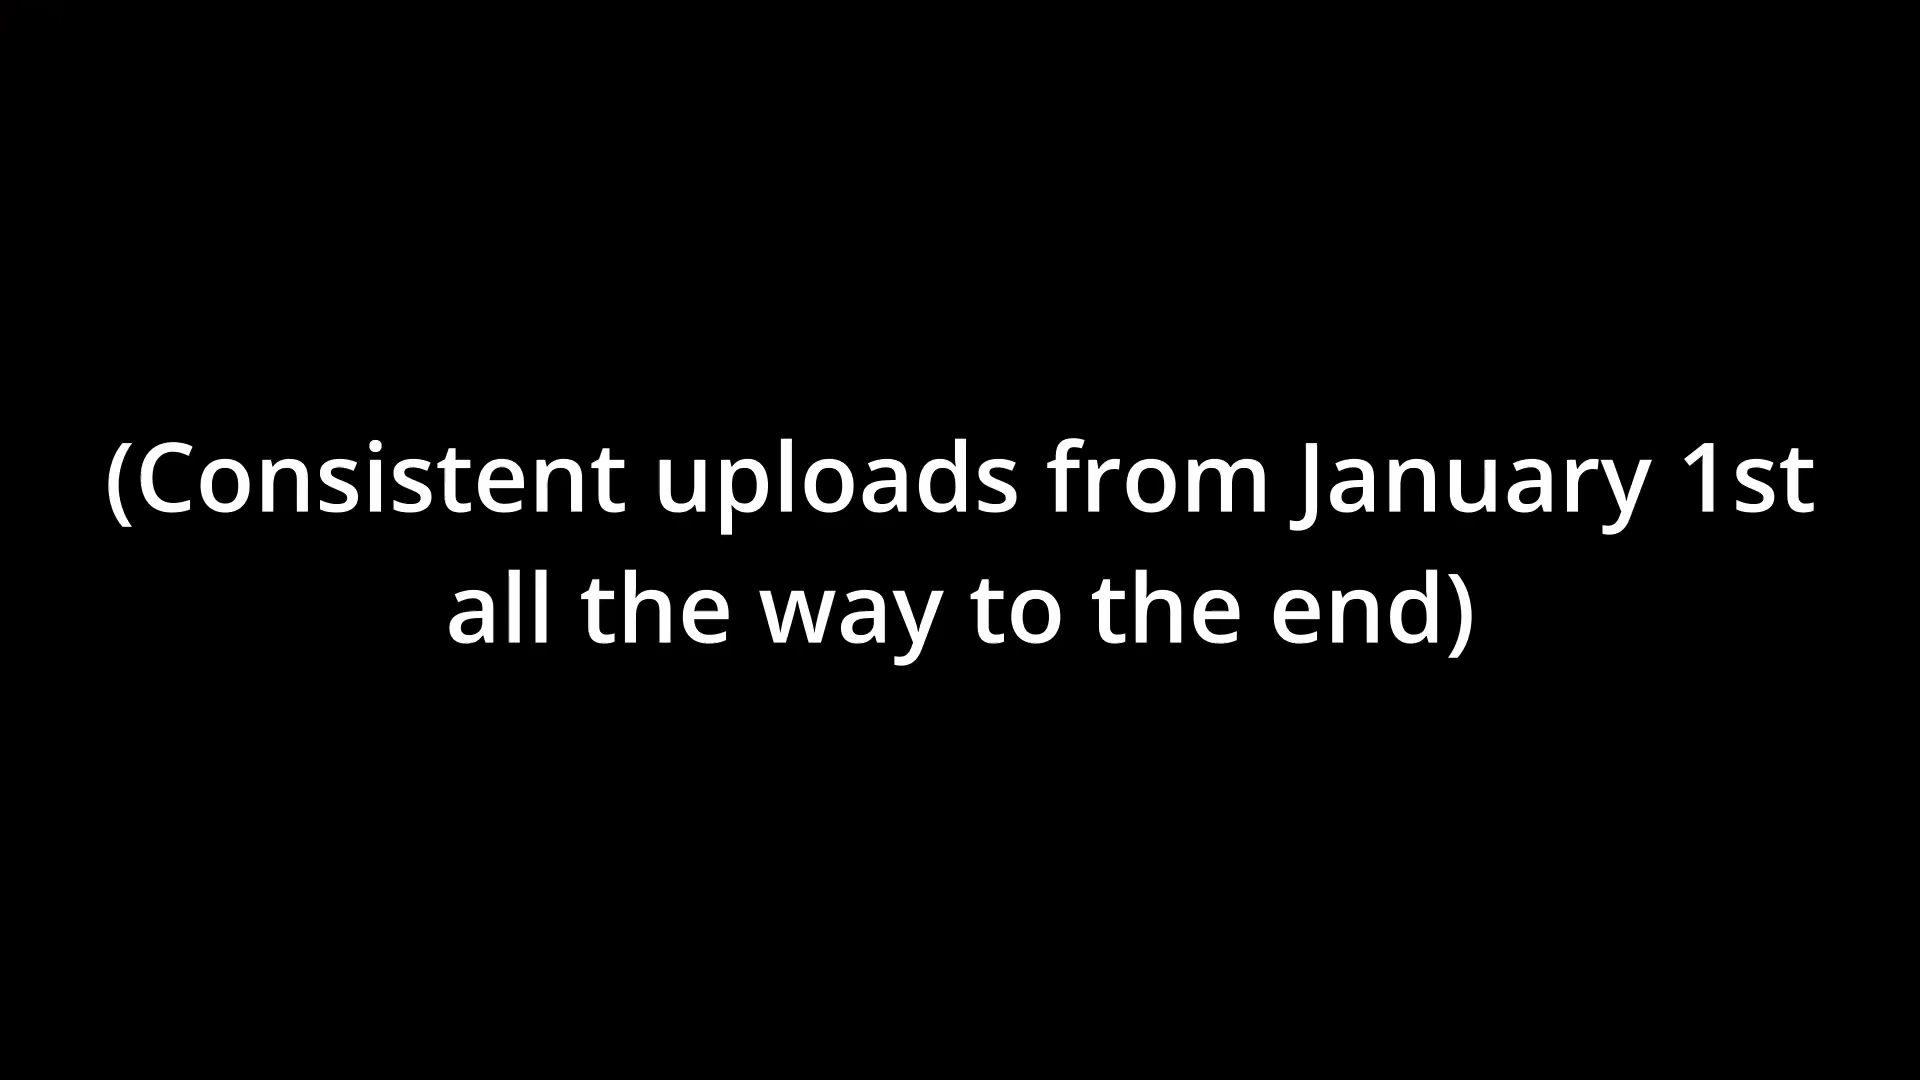 (Consistent uploads from January 1st
all the way to the end)